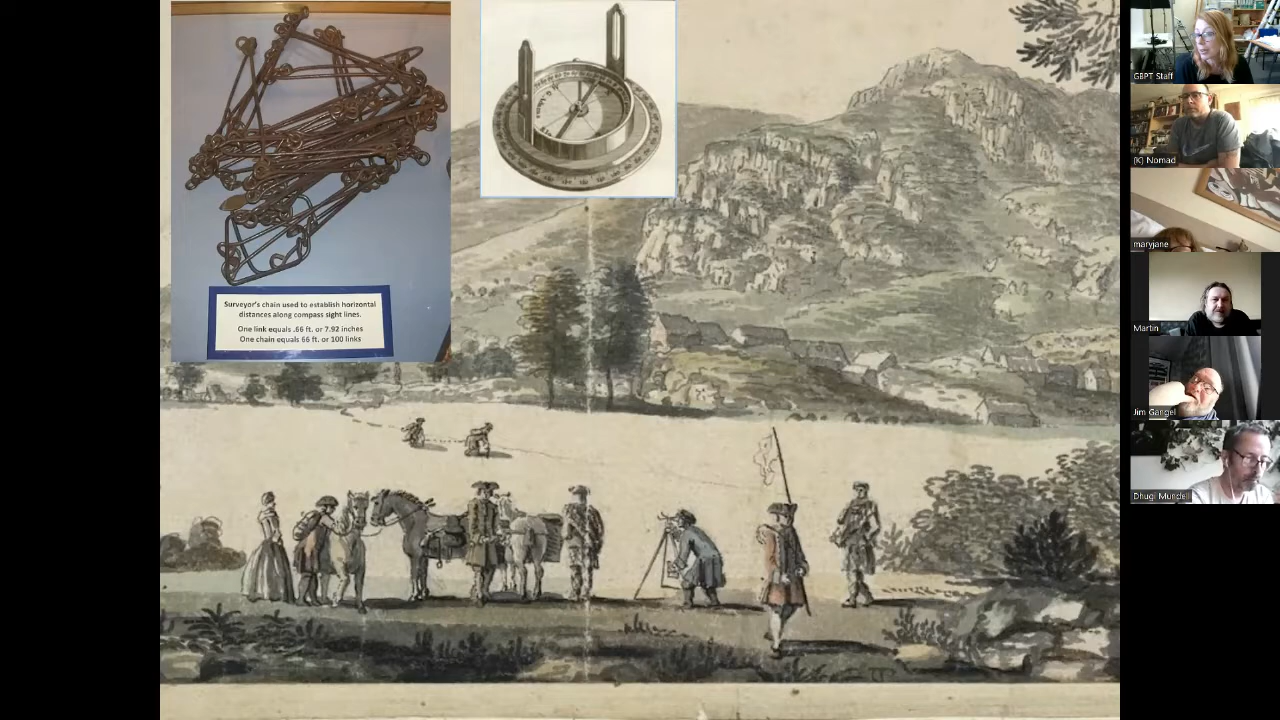 Surveyor's chain used to establish horizontal
distances along compass sight lines.
One link equals .66 ft. or 7.92 inches
One chain equals 66 ft. or 100 links
GBPT Staff
(K) Nomad
maryjane
Martin
Jim Gangel
Dhugi Mundell